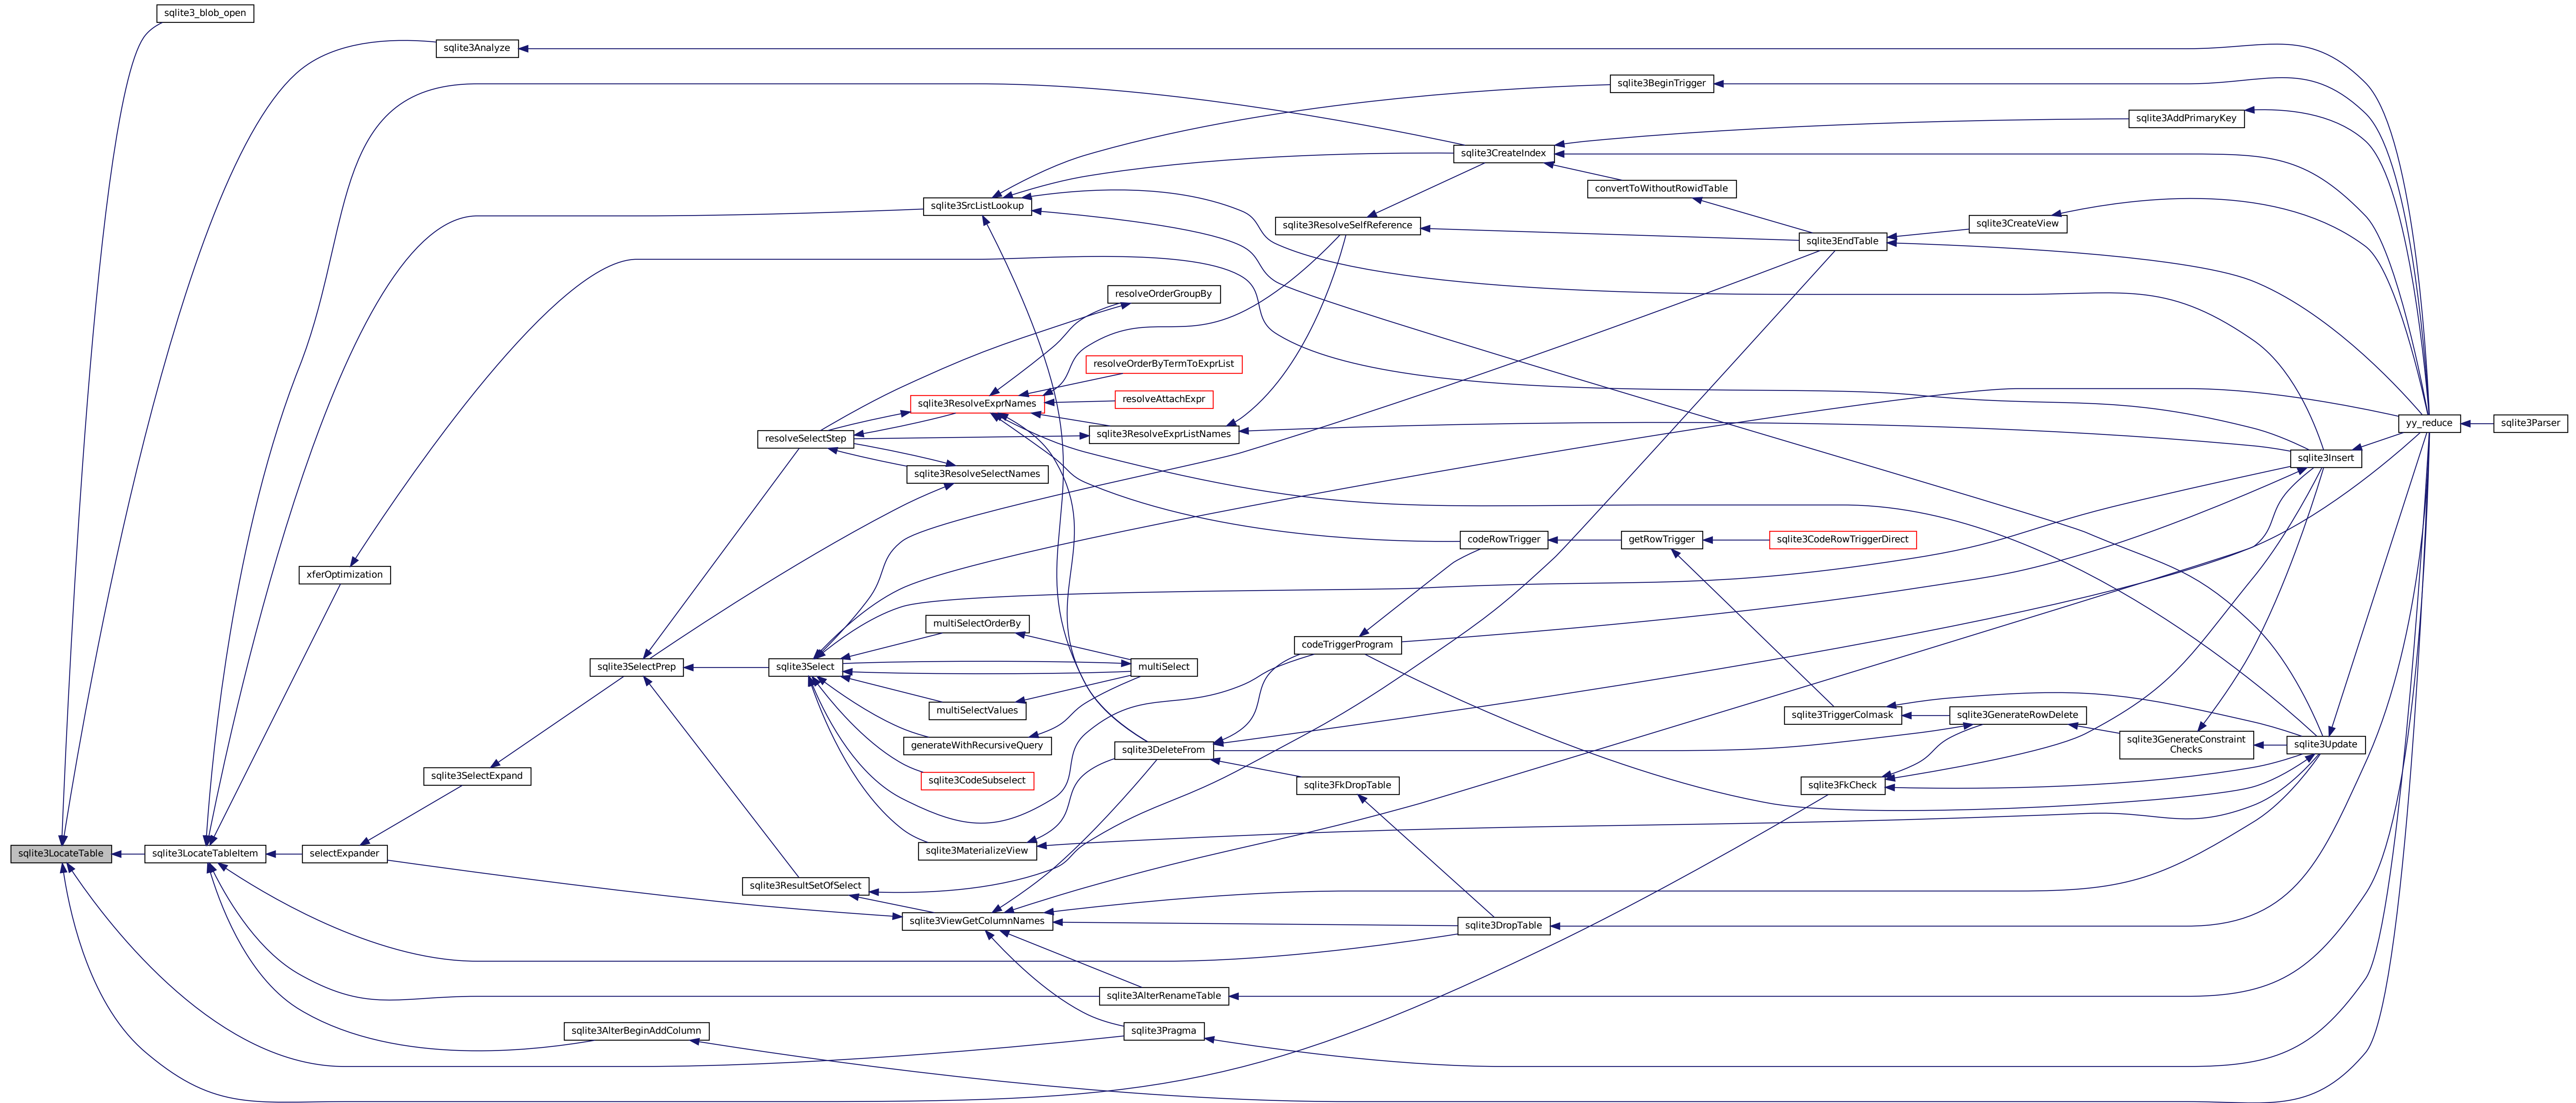 sqlite3_blob_open
sqlite3Analyze
sqlite3BeginTrigger
sqlite3AddPrimaryKey
sqlite3CreateIndex
convertToWithoutRowidTable
sqlite3SrcListLookup
sqlite3ResolveSelfReference
sqlite3CreateView
sqlite3EndTable
resolveOrderGroupBy
resolveOrderByTermToExprList
resolveAttachExpr
sqlite3ResolveExprNames
yy_reduce
sqlite3Parser
sqlite3ResolveExprListNames
resolveSelectStep
sqlite3Insert
sqlite3ResolveSelectNames
codeRowTrigger
getRowTrigger
sqlite3CodeRowTriggerDirect
xferOptimization
multiSelectOrderBy
codeTriggerProgram
sqlite3SelectPrep
sqlite3Select
multiSelect
multiSelectValues
sqlite3TriggerColmask
sqlite3GenerateRowDelete
generateWithRecursiveQuery
sqlite3DeleteFrom
sqlite3GenerateConstraint
Checks
sqlite3Update
sqlite3SelectExpand
sqlite3CodeSubselect
sqlite3FkDropTable
sqlite3FkCheck
sqlite3LocateTable
sqlite3LocateTableItem
selectExpander
sqlite3MaterializeView
sqlite3ResultSetOfSelect
sqlite3ViewGetColumnNames
sqlite3DropTable
sqlite3AlterRenameTable
sqlite3AlterBeginAddColumn
sqlite3Pragma